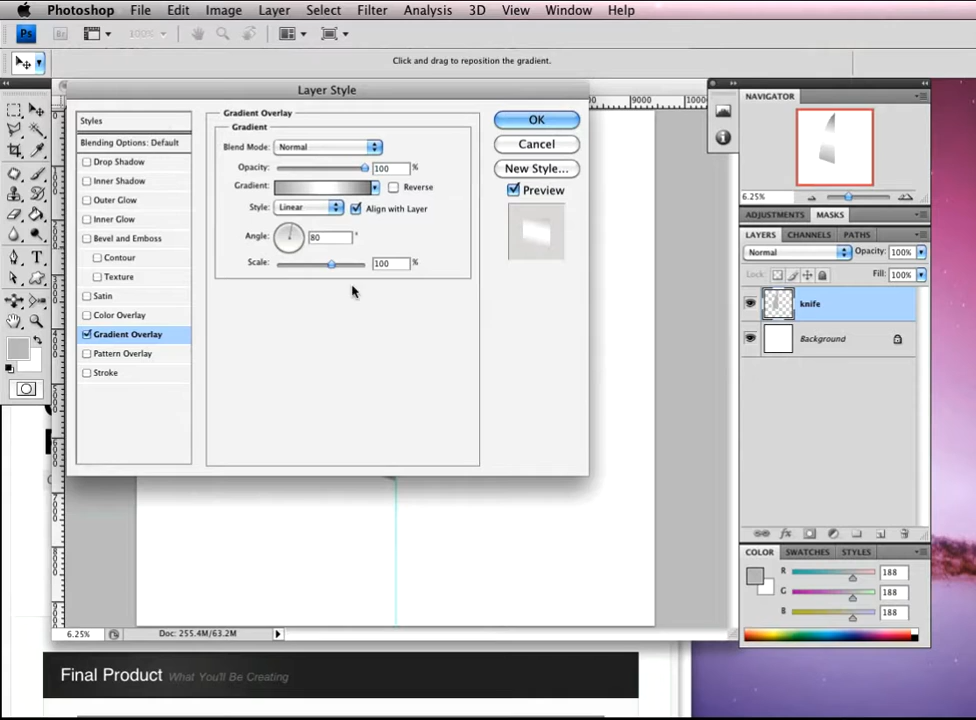 Photoshop File Edit Image Layer Select Filter Analysis 3D View Window Help
Ps Br 100%
Click and drag to reposition the gradient.
Layer Style
Styles
Blending Options: Default
Drop Shadow
Inner Shadow
Outer Glow
Inner Glow
Bevel and Emboss
Contour
Texture
Satin
Color Overlay
Gradient Overlay
Pattern Overlay
Stroke
Gradient Overlay
Gradient
Blend Mode: Normal
Opacity: 100 %
Gradient: Reverse
Style: Linear Align with Layer
Angle: 80 °
Scale: 100 %
OK
Cancel
New Style...
Preview
9000 10000
NAVIGATOR
6.25%
ADJUSTMENTS MASKS
LAYERS CHANNELS PATHS
Normal Opacity: 100%
Lock: Fill: 100%
knife
Background
COLOR SWATCHES STYLES
R 188
G 188
B 188
6.25% Doc: 255.4M/63.2M
Final Product What You'll Be Creating